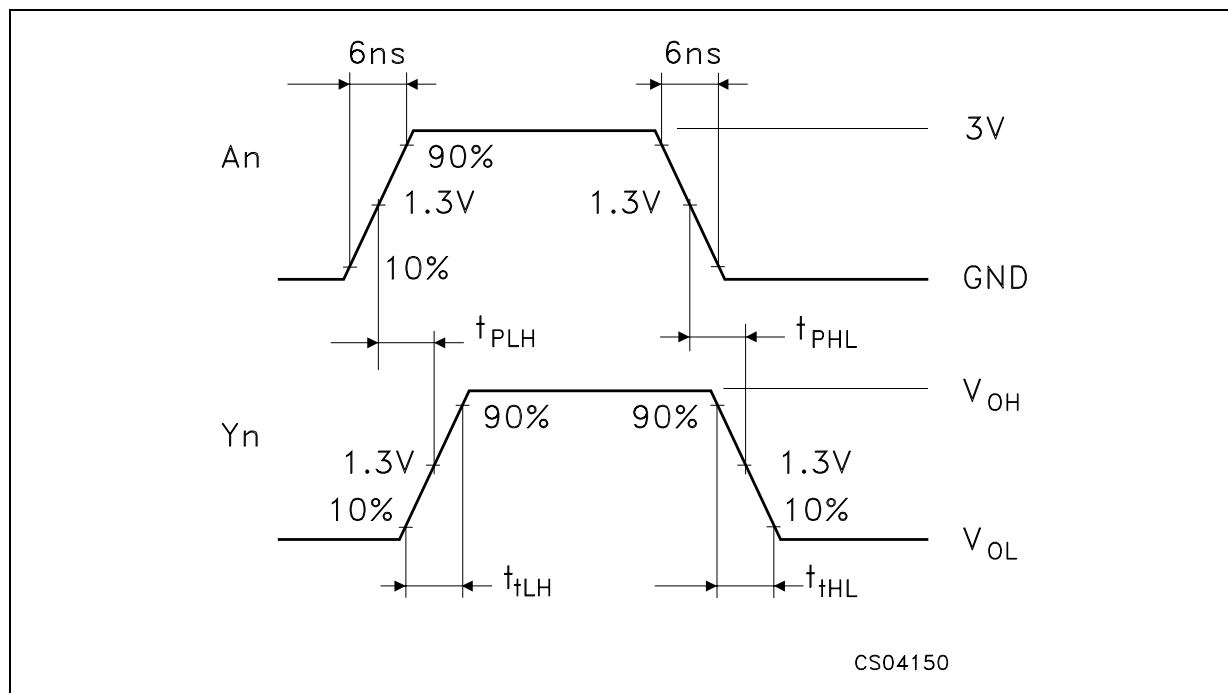 6ns 6ns
3V
An
90%
1.3V 1.3V
10%
GND
tPLH tPHL
VOH
90% 90%
Yn
1.3V 1.3V
10% 10%
VOL
ttLH ttHL
CS04150